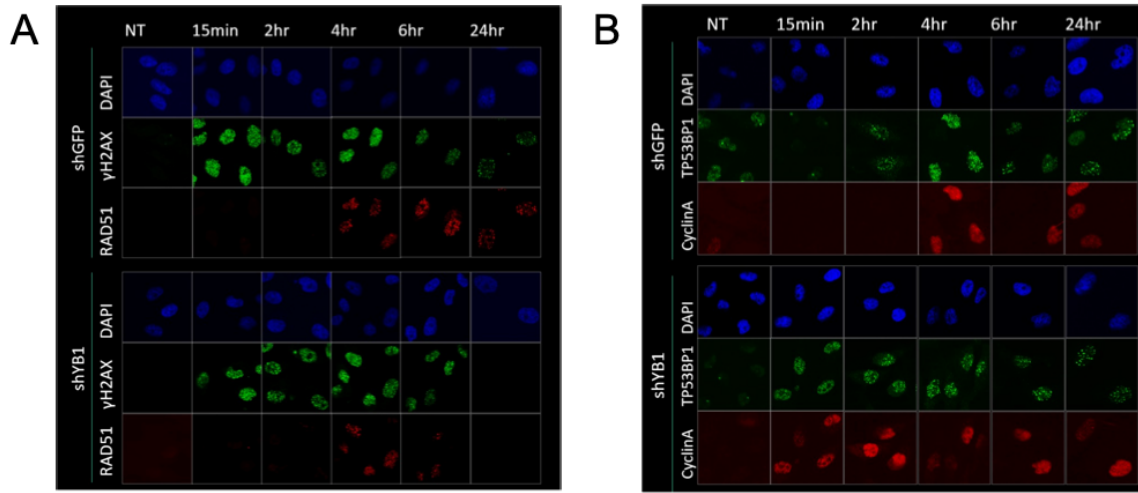 A
NT 15min 2hr 4hr 6hr 24hr
shGFP
DAPI
γH2AX
RAD51
shYB1
DAPI
γH2AX
RAD51
B
NT 15min 2hr 4hr 6hr 24hr
shGFP
DAPI
TP53BP1
CyclinA
shYB1
DAPI
TP53BP1
CyclinA